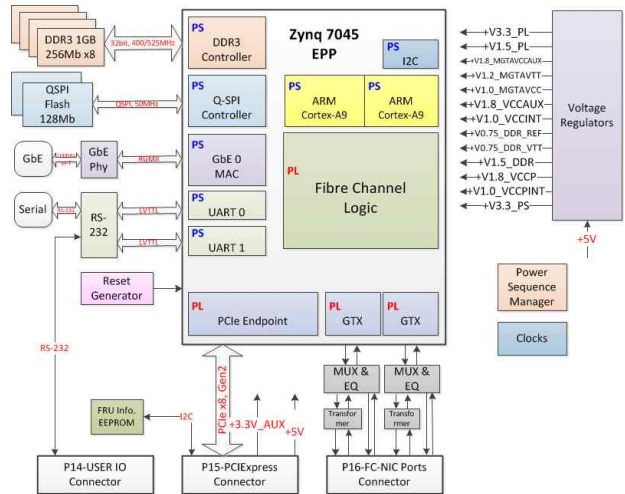 DDR3 1GB
256Mb x8
32bit, 400/525MHz
PS
DDR3
Controller
Zynq 7045
EPP
PS
I2C
QSPI
Flash
128Mb
QSPI, 50MHz
PS
Q-SPI
Controller
PS
ARM
Cortex-A9
PS
ARM
Cortex-A9
GbE
GbE
Phy
RGMII
PS
GbE 0
MAC
PL
Fibre Channel
Logic
Serial
RS-232
RS-
232
LVTTL
PS
UART 0
LVTTL
PS
UART 1
Reset
Generator
PL
PCIe Endpoint
PL
GTX
PL
GTX
+V3.3_PL
+V1.5_PL
+V1.8_MGTAVCCAUX
+V1.2_MGTAVTT
+V1.0_MGTAVCC
+V1.8_VCCAUX
+V1.0_VCCINT
+V0.75_DDR_REF
+V0.75_DDR_VTT
+V1.5_DDR
+V1.8_VCCP
+V1.0_VCCPINT
+V3.3_PS
Voltage
Regulators
+5V
Power
Sequence
Manager
Clocks
RS-232
PCIe x8, Gen2
MUX &
EQ
MUX &
EQ
Transfor
mer
Transfo
rmer
FRU Info.
EEPROM
I2C
+3.3V_AUX
+5V
P14-USER IO
Connector
P15-PCIExpress
Connector
P16-FC-NIC Ports
Connector